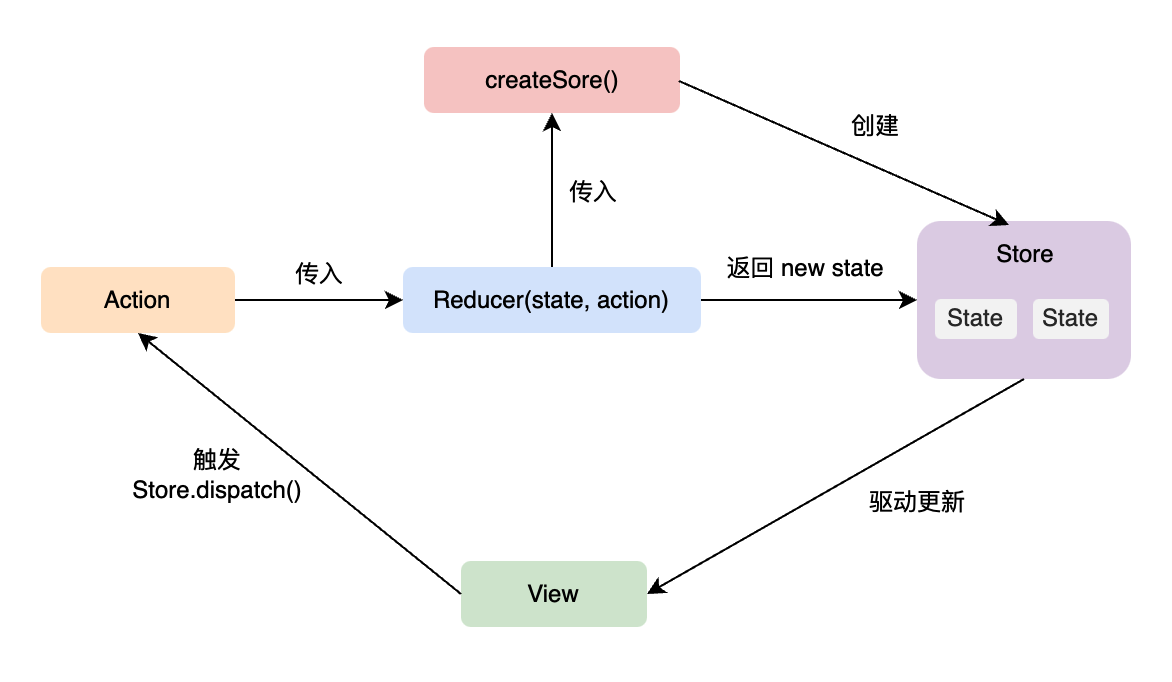 createSore()
创建
传入
Store
返回 new state
传入
Action
Reducer(state, action)
State
State
触发
Store.dispatch()
驱动更新
View